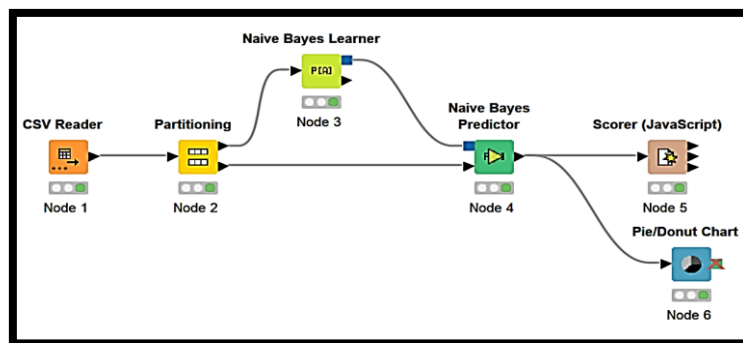 Naive Bayes Learner
P[A]
Node 3
CSV Reader
Node 1
Partitioning
Node 2
Naive Bayes
Predictor
Node 4
Scorer (JavaScript)
Node 5
Pie/Donut Chart
Node 6